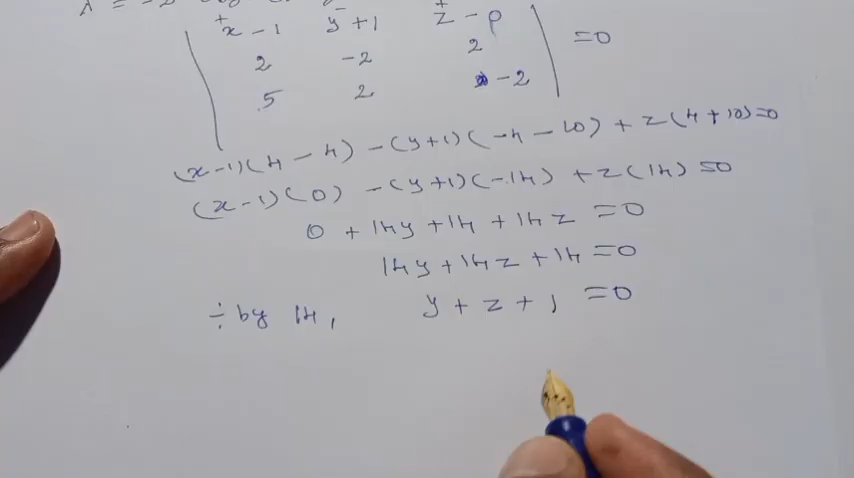 | x - 1  y + 1  z - 0 |
| 2  -2  2 | = 0
| 5  2  -2 |
(x-1)(4-4) - (y+1)(-4-10) + z(4+10) = 0
(x-1)(0) - (y+1)(-14) + z(14) = 0
0 + 14y + 14 + 14z = 0
14y + 14z + 14 = 0
÷ by 14, y + z + 1 = 0